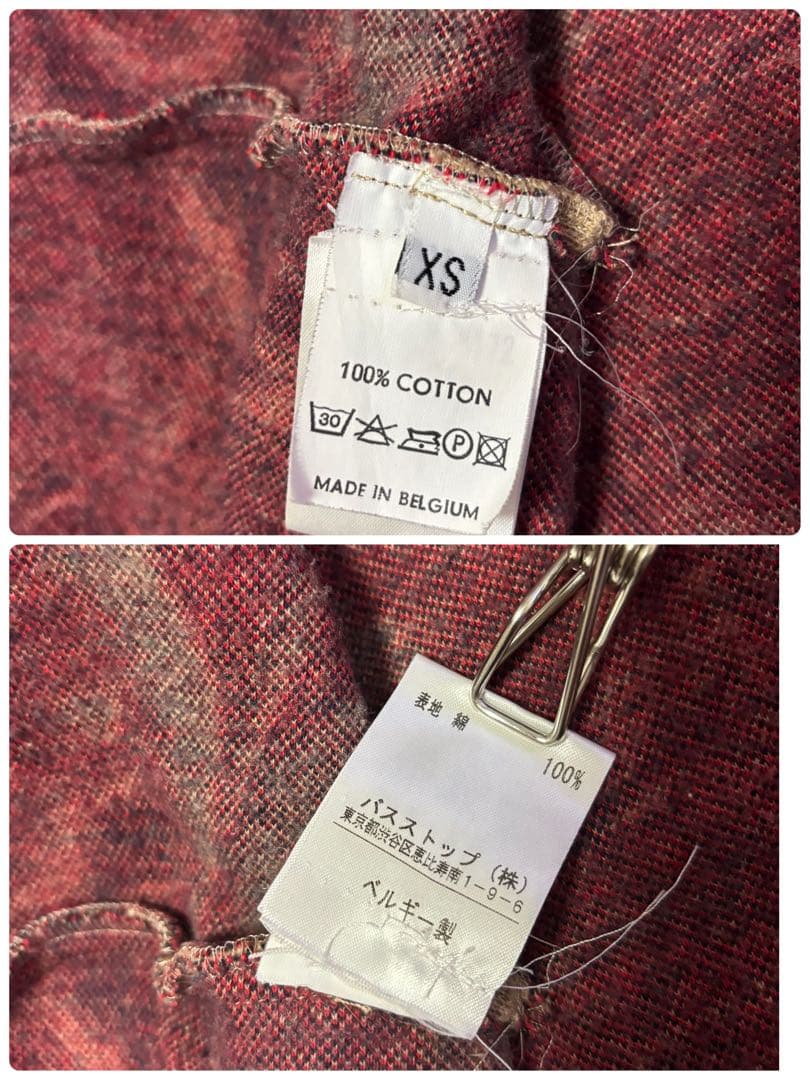 XS
100% COTTON
30 P
MADE IN BELGIUM
表地 綿
100%
バスストップ（株）
東京都渋谷区恵比寿南1-9-6
ベルギー製